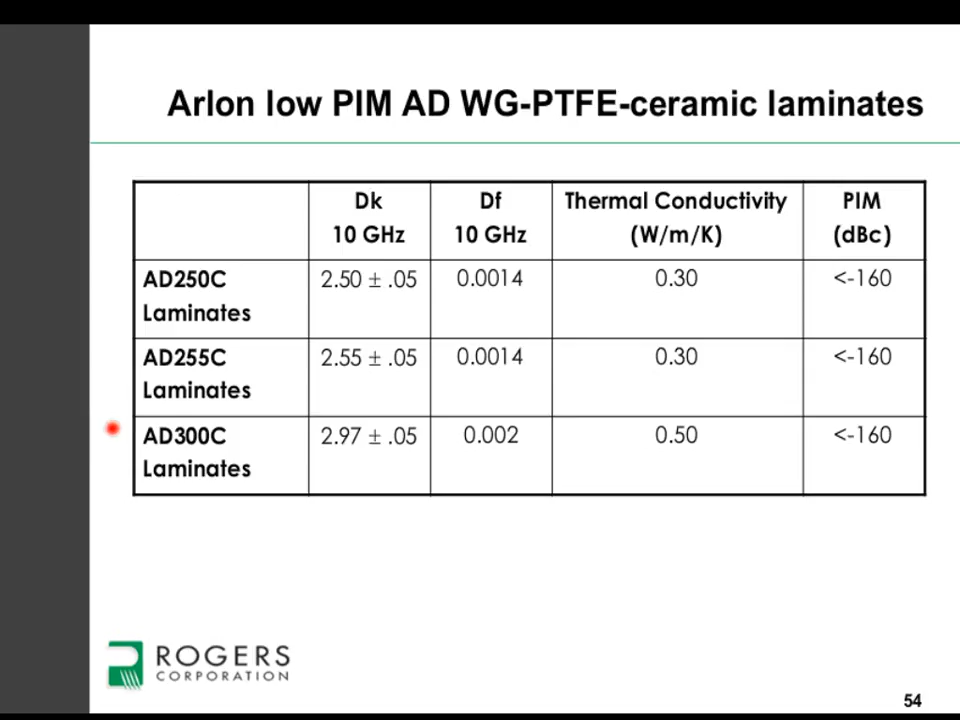 Arlon low PIM AD WG-PTFE-ceramic laminates
Dk Df Thermal Conductivity PIM
10 GHz 10 GHz (W/m/K) (dBc)
AD250C 2.50 ± .05 0.0014 0.30 <-160
Laminates
AD255C 2.55 ± .05 0.0014 0.30 <-160
Laminates
AD300C 2.97 ± .05 0.002 0.50 <-160
Laminates
ROGERS
CORPORATION
54